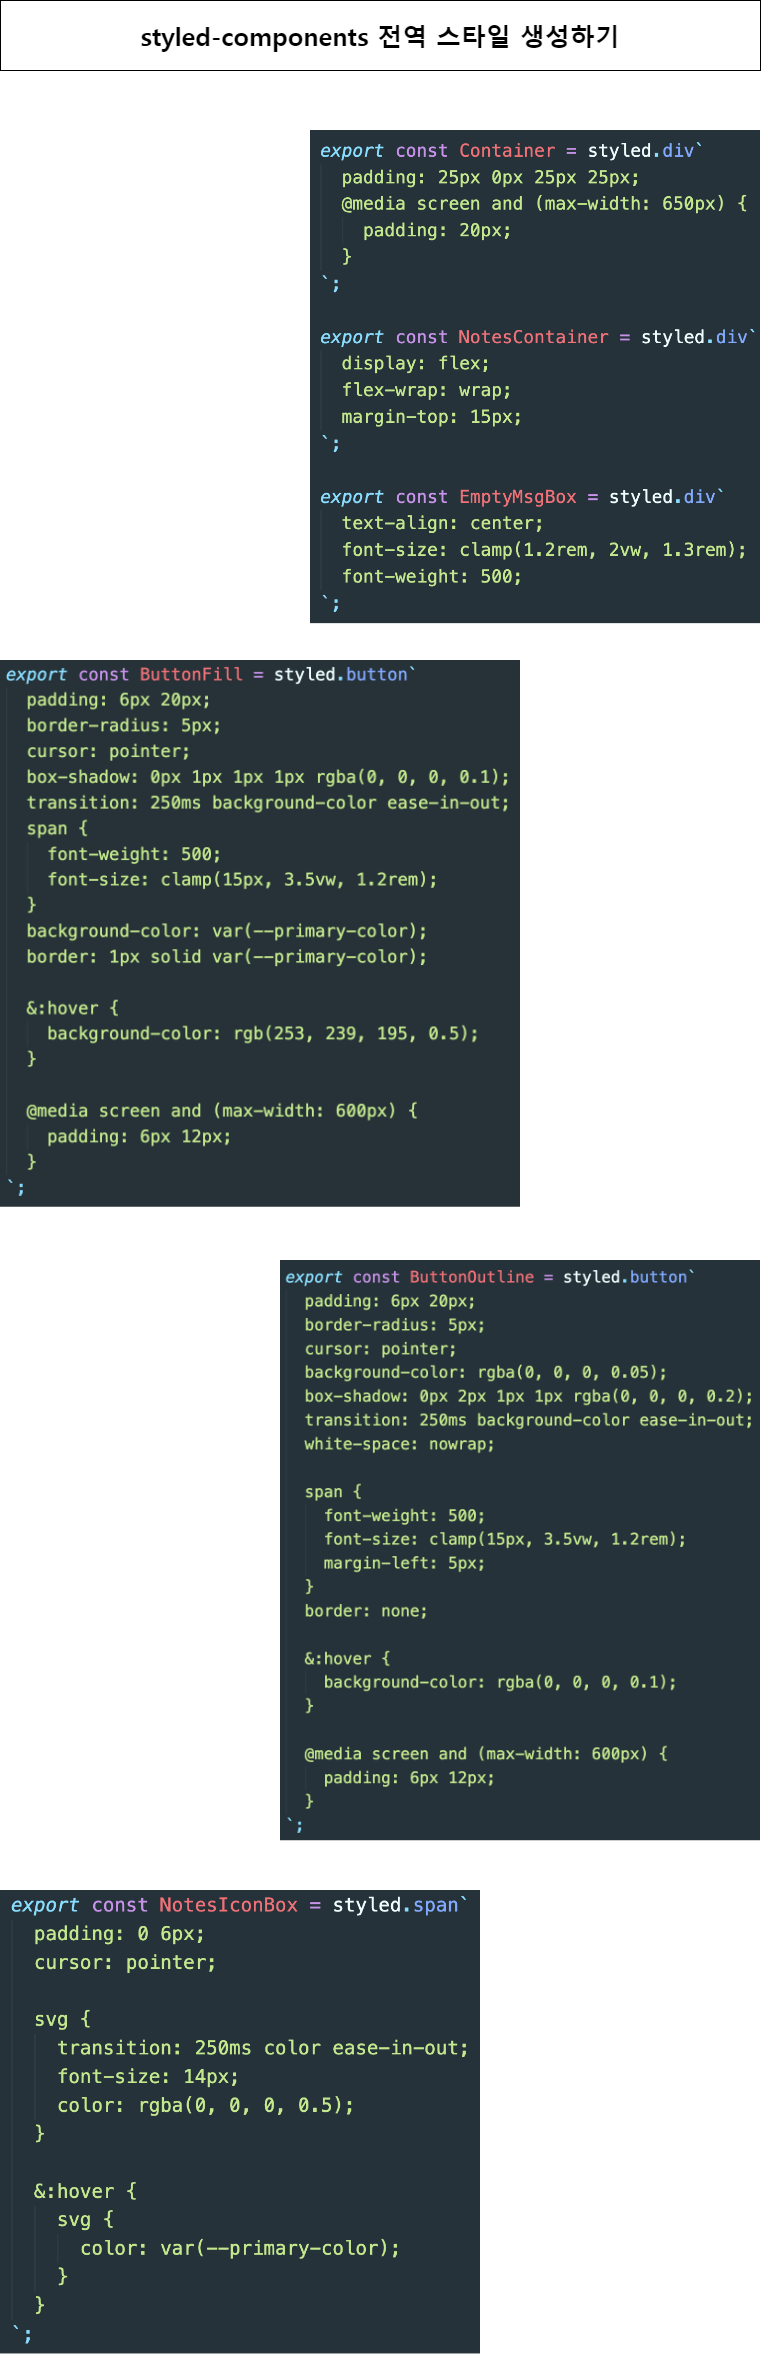 styled-components 전역 스타일 생성하기
export const Container = styled.div`
padding: 25px 0px 25px 25px;
@media screen and (max-width: 650px) {
padding: 20px;
}
`;
export const NotesContainer = styled.div`
display: flex;
flex-wrap: wrap;
margin-top: 15px;
`;
export const EmptyMsgBox = styled.div`
text-align: center;
font-size: clamp(1.2rem, 2vw, 1.3rem);
font-weight: 500;
`;
export const ButtonFill = styled.button`
padding: 6px 20px;
border-radius: 5px;
cursor: pointer;
box-shadow: 0px 1px 1px 1px rgba(0, 0, 0, 0.1);
transition: 250ms background-color ease-in-out;
span {
font-weight: 500;
font-size: clamp(15px, 3.5vw, 1.2rem);
}
background-color: var(--primary-color);
border: 1px solid var(--primary-color);
&:hover {
background-color: rgb(253, 239, 195, 0.5);
}
@media screen and (max-width: 600px) {
padding: 6px 12px;
}
`;
export const ButtonOutline = styled.button`
padding: 6px 20px;
border-radius: 5px;
cursor: pointer;
background-color: rgba(0, 0, 0, 0.05);
box-shadow: 0px 2px 1px 1px rgba(0, 0, 0, 0.2);
transition: 250ms background-color ease-in-out;
white-space: nowrap;
span {
font-weight: 500;
font-size: clamp(15px, 3.5vw, 1.2rem);
margin-left: 5px;
}
border: none;
&:hover {
background-color: rgba(0, 0, 0, 0.1);
}
@media screen and (max-width: 600px) {
padding: 6px 12px;
}
`;
export const NotesIconBox = styled.span`
padding: 0 6px;
cursor: pointer;
svg {
transition: 250ms color ease-in-out;
font-size: 14px;
color: rgba(0, 0, 0, 0.5);
}
&:hover {
svg {
color: var(--primary-color);
}
}
`;